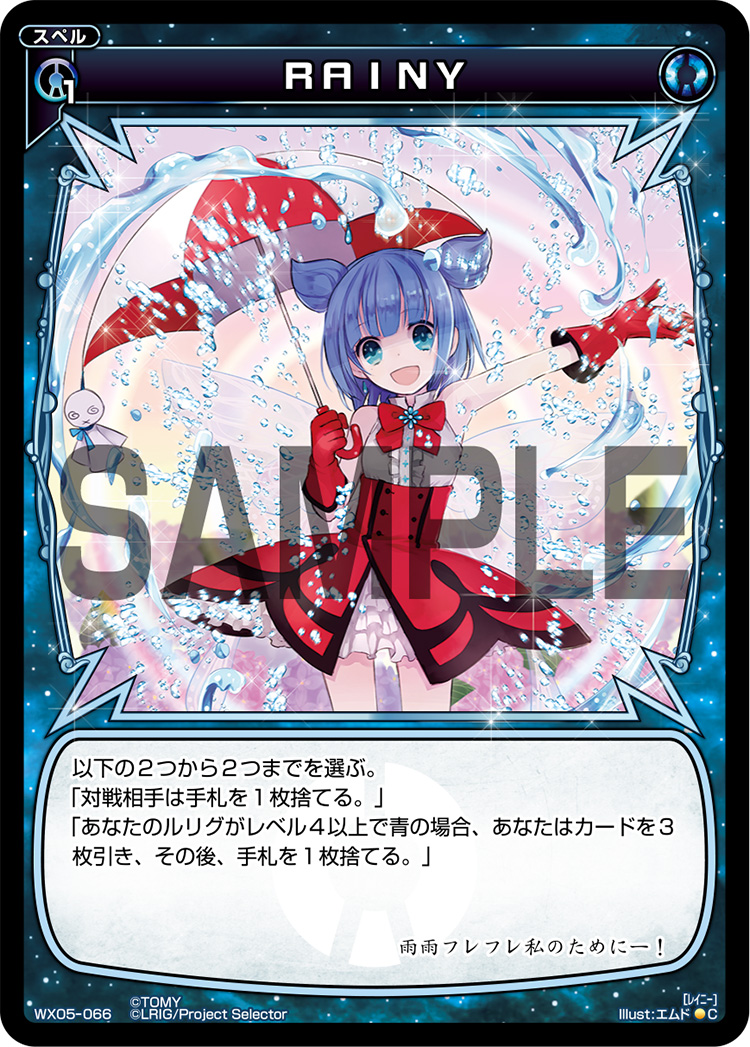 スペル
1
RAINY
SAMPLE
以下の２つから２つまでを選ぶ。
「対戦相手は手札を１枚捨てる。」
「あなたのルリグがレベル４以上で青の場合、あなたはカードを３
枚引き、その後、手札を１枚捨てる。」
雨雨フレフレ私のためにー！
WX05-066
©TOMY
©LRIG/Project Selector
[レイニー]
Illust:エムド C